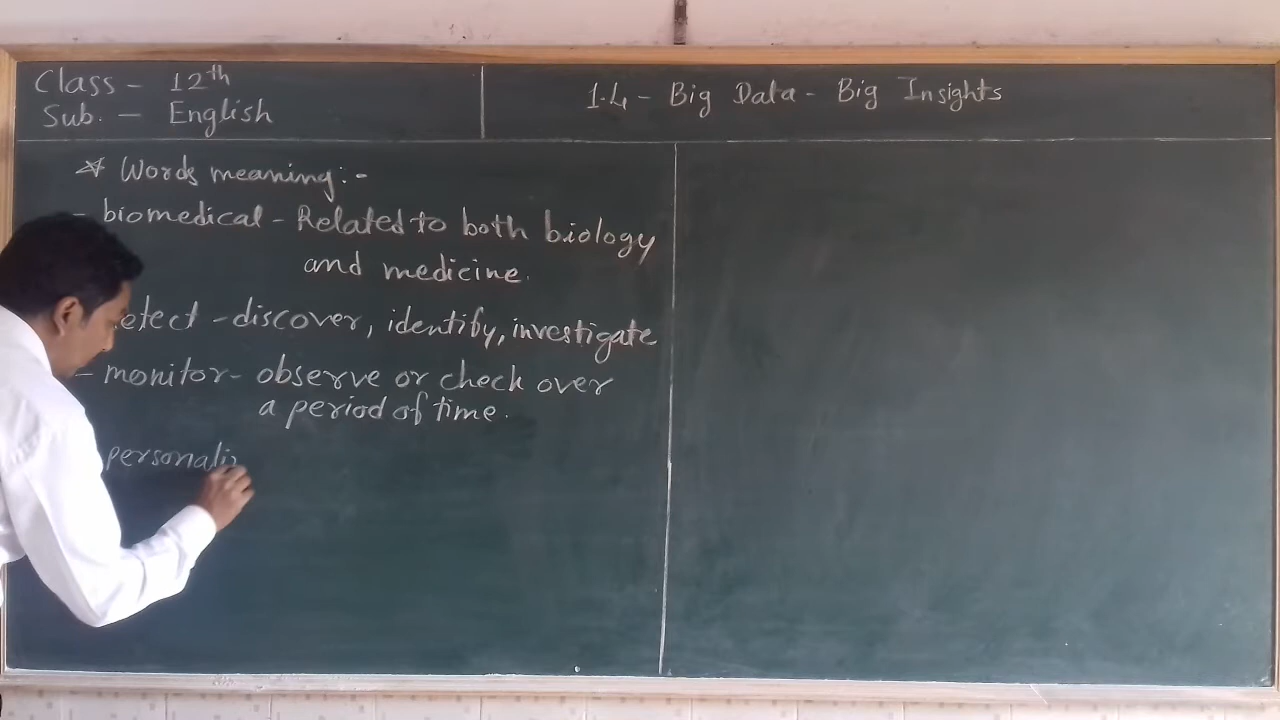 Class - 12th
Sub. - English
1.4 - Big Data - Big Insights
* Words meaning:-
- biomedical - Related to both biology
and medicine.
etect - discover, identify, investigate
- monitor - observe or check over
a period of time.
personali